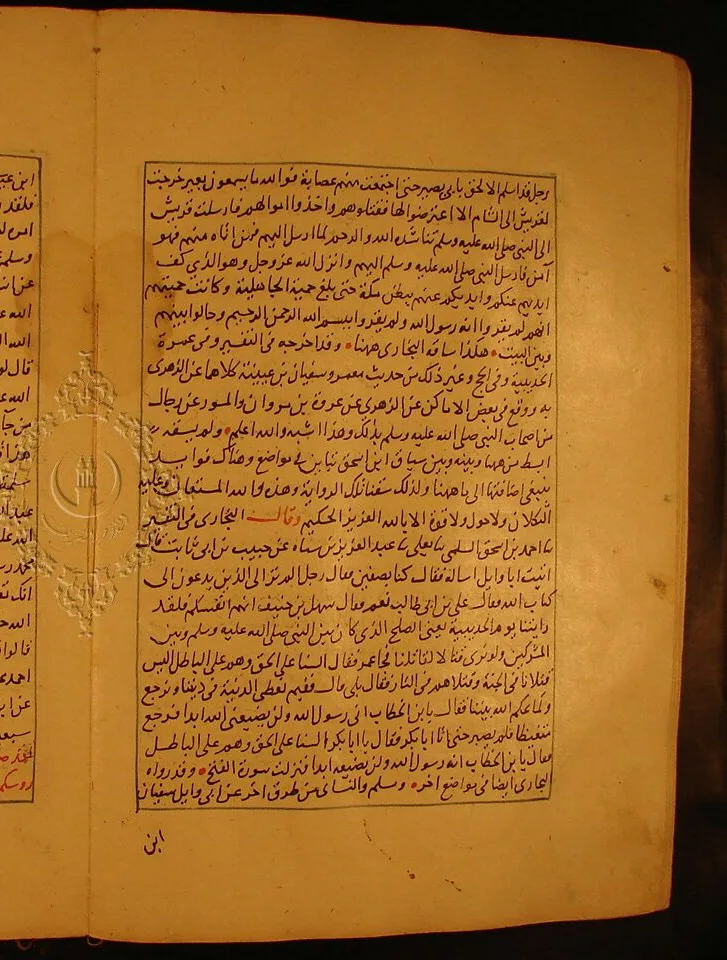 رجل قد اسلم الا لحق بابي بصير حتى اجتمعت منهم عصابة فوالله ما يسمعون بعير خرجت
لقريش الى الشام الا اعترضوا لها فقتلوهم واخذوا اموالهم فارسلت قريش
الى النبي صلى الله عليه وسلم تناشده الله والرحم لما ارسل اليهم فمن اتاه منهم فهو
آمن فارسل النبي صلى الله عليه وسلم اليهم وانزل الله عز وجل وهو الذي كف
ايديهم عنكم وايديكم عنهم ببطن مكة حتى بلغ حمية الجاهلية وكانت حميتهم
انهم لم يقروا انه رسول الله ولم يقروا ببسم الله الرحمن الرحيم وحالوا بينهم
وبين البيت هكذا ساقه البخاري ههنا وقد اخرجه في التفسير وفي عمرة
الحديبية وفي الحج وغير ذلك من حديث معمر وسفيان بن عيينة كلاهما عن الزهري
به ووقع في بعض الاماكن عن الزهري عن عروة بن مروان والمسور عن رجال
من اصحاب النبي صلى الله عليه وسلم بذلك وهذا اشبه والله اعلم ولم يسقه
ابسط من ههنا وبينه وبين سياق ابن اسحق تباين في مواضع وهناك فوايد
ينبغي اضافتها الى ما ههنا ولذلك سقنا تلك الرواية وهذه والله المستعان وعليه
التكلان ولا حول ولا قوة الا بالله العزيز الحكيم وقال البخاري في التفسير
ثنا احمد بن اسحق السلمي ثنا يعلى ثنا عبد العزيز بن سياه عن حبيب بن ابي ثابت قال
اتيت ابا وايل اساله فقال كنا بصفين فقال رجل الم تر الى الذين يدعون الى
كتاب الله فقال علي بن ابي طالب نعم فقال سهل بن حنيف اتهموا انفسكم فلقد
رايتنا يوم الحديبية يعني الصلح الذي كان بين النبي صلى الله عليه وسلم وبين
المشركين ولو نرى قتالا لقاتلنا فجا عمر فقال السنا على الحق وهم على الباطل اليس
قتلانا في الجنة وقتلاهم في النار فقال بلى قال ففيم نعطي الدنية في ديننا ونرجع
ولما يحكم الله بيننا فقال يابن الخطاب اني رسول الله ولن يضيعني الله ابدا فرجع
متغيظا فلم يصبر حتى اتا ابا بكر فقال يا ابا بكر السنا على الحق وهم على الباطل
فقال يابن الخطاب انه رسول الله ولن يضيعه ابدا فنزلت سورة الفتح وقد رواه
البخاري ايضا في مواضع اخر ومسلم والنساي من طرق اخر عن ابي وايل سفيان
ابن